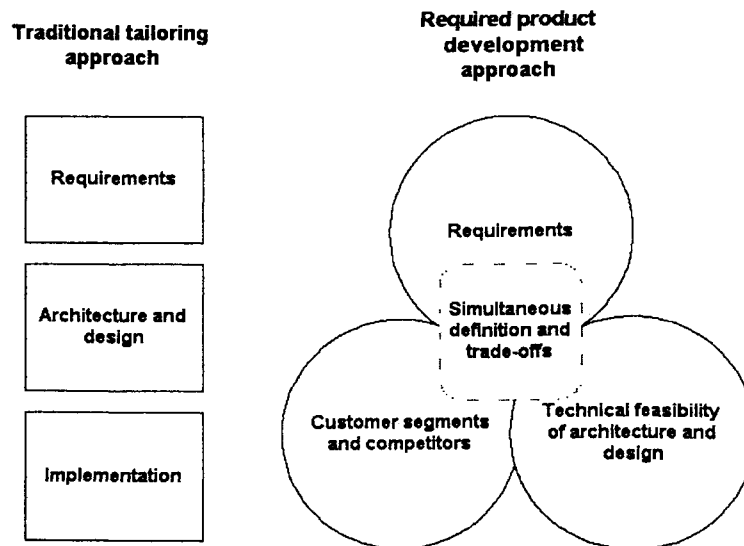 Traditional tailoring
approach
Requirements
Architecture and
design
Implementation
Required product
development
approach
Requirements
Simultaneous
definition and
trade-offs
Customer segments
and competitors
Technical feasibility
of architecture and
design